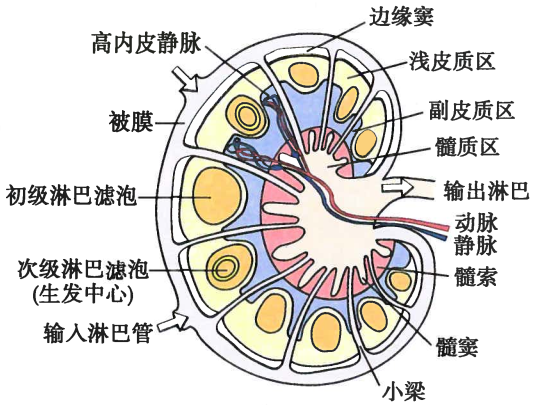 边缘窦
高内皮静脉
浅皮质区
副皮质区
被膜
髓质区
初级淋巴滤泡
输出淋巴
动脉
静脉
次级淋巴滤泡
(生发中心)
髓索
输入淋巴管
髓窦
小梁